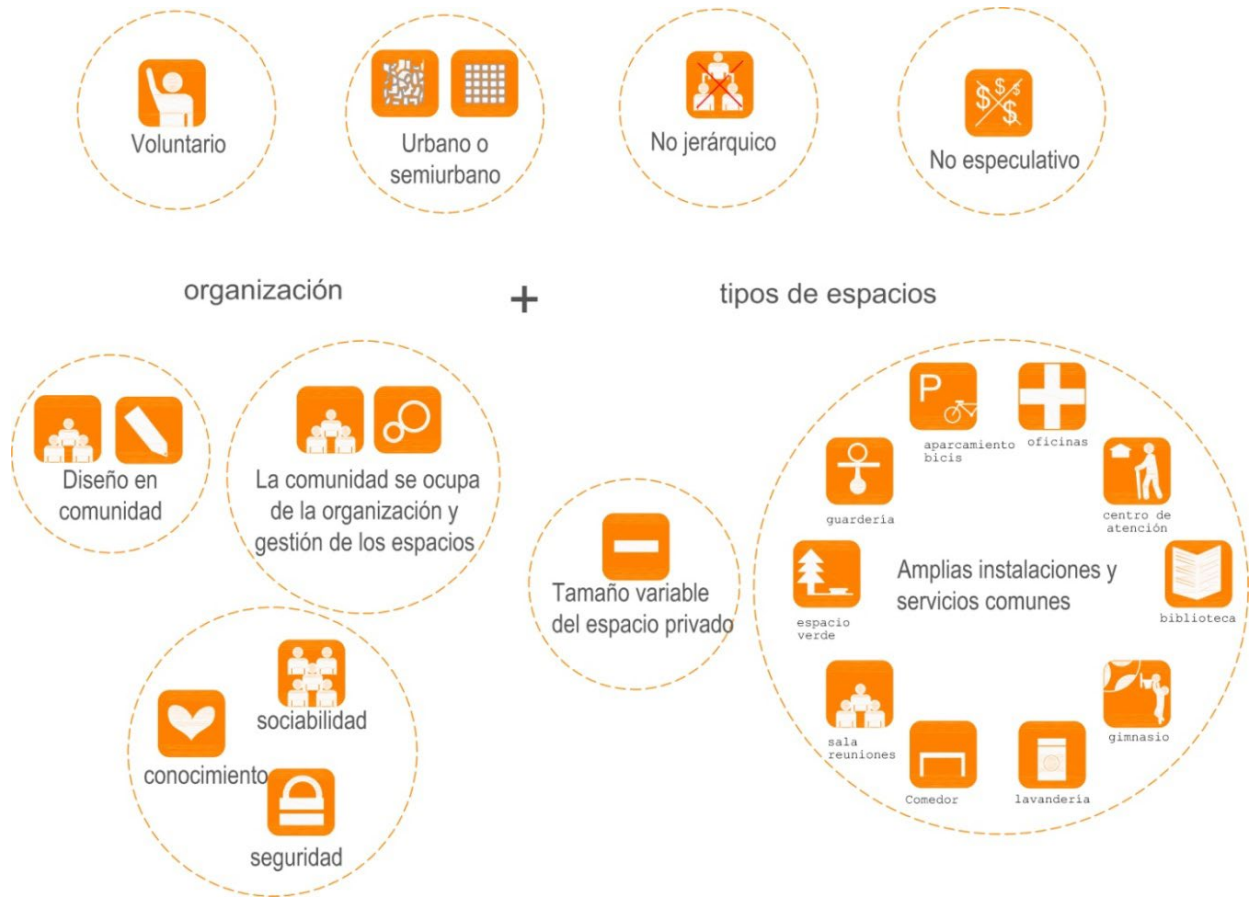 Voluntario
Urbano o
semiurbano
No jerárquico
$ $ $
$ $
No especulativo
organización
+
tipos de espacios
Diseño en
comunidad
La comunidad se ocupa
de la organización y
gestión de los espacios
sociabilidad
conocimiento
seguridad
Tamaño variable
del espacio privado
P
aparcamiento
bicis
oficinas
guardería
centro de
atención
Amplias instalaciones y
servicios comunes
espacio
verde
biblioteca
sala
reuniones
gimnasio
Comedor
lavandería